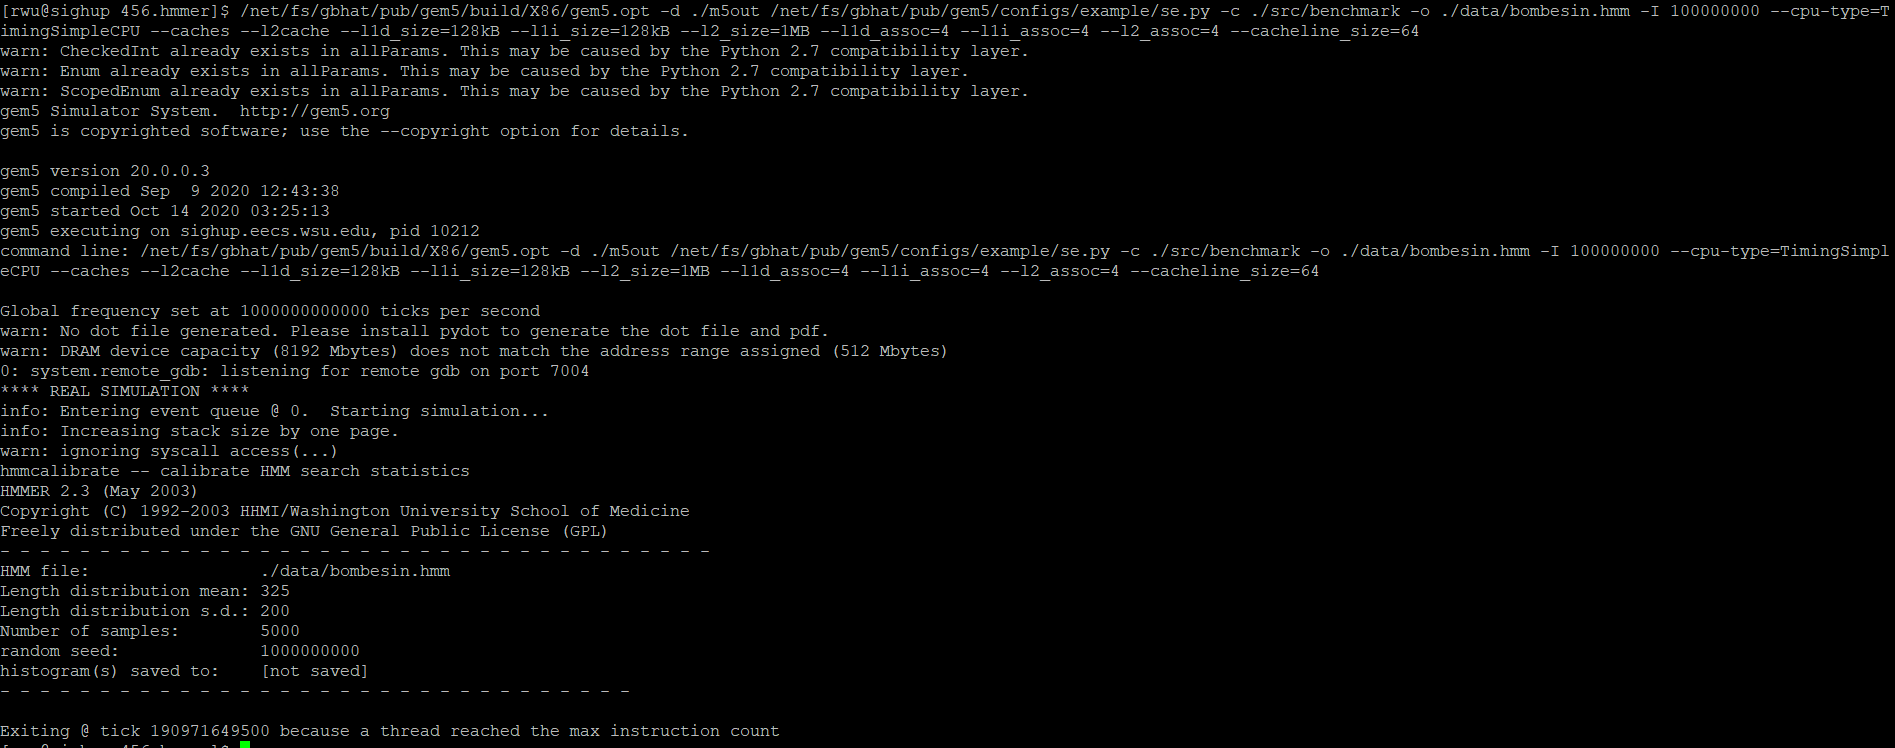 [rwu@sighup 456.hmmer]$ /net/fs/gbhat/pub/gem5/build/X86/gem5.opt -d ./m5out /net/fs/gbhat/pub/gem5/configs/example/se.py -c ./src/benchmark -o ./data/bombesin.hmm -I 100000000 --cpu-type=T
imingSimpleCPU --caches --l2cache --l1d_size=128kB --l1i_size=128kB --l2_size=1MB --l1d_assoc=4 --l1i_assoc=4 --l2_assoc=4 --cacheline_size=64
warn: CheckedInt already exists in allParams. This may be caused by the Python 2.7 compatibility layer.
warn: Enum already exists in allParams. This may be caused by the Python 2.7 compatibility layer.
warn: ScopedEnum already exists in allParams. This may be caused by the Python 2.7 compatibility layer.
gem5 Simulator System.  http://gem5.org
gem5 is copyrighted software; use the --copyright option for details.

gem5 version 20.0.0.3
gem5 compiled Sep  9 2020 12:43:38
gem5 started Oct 14 2020 03:25:13
gem5 executing on sighup.eecs.wsu.edu, pid 10212
command line: /net/fs/gbhat/pub/gem5/build/X86/gem5.opt -d ./m5out /net/fs/gbhat/pub/gem5/configs/example/se.py -c ./src/benchmark -o ./data/bombesin.hmm -I 100000000 --cpu-type=TimingSimpl
eCPU --caches --l2cache --l1d_size=128kB --l1i_size=128kB --l2_size=1MB --l1d_assoc=4 --l1i_assoc=4 --l2_assoc=4 --cacheline_size=64

Global frequency set at 1000000000000 ticks per second
warn: No dot file generated. Please install pydot to generate the dot file and pdf.
warn: DRAM device capacity (8192 Mbytes) does not match the address range assigned (512 Mbytes)
0: system.remote_gdb: listening for remote gdb on port 7004
**** REAL SIMULATION ****
info: Entering event queue @ 0.  Starting simulation...
info: Increasing stack size by one page.
warn: ignoring syscall access(...)
hmmcalibrate -- calibrate HMM search statistics
HMMER 2.3 (May 2003)
Copyright (C) 1992-2003 HHMI/Washington University School of Medicine
Freely distributed under the GNU General Public License (GPL)
- - - - - - - - - - - - - - - - - - - - - - - - - - - - - - - - - - - -
HMM file:                 ./data/bombesin.hmm
Length distribution mean: 325
Length distribution s.d.: 200
Number of samples:        5000
random seed:              1000000000
histogram(s) saved to:    [not saved]
- - - - - - - - - - - - - - - - - - - - - - - - - - - - - - - -

Exiting @ tick 190971649500 because a thread reached the max instruction count
[rwu@sighup 456.hmmer]$